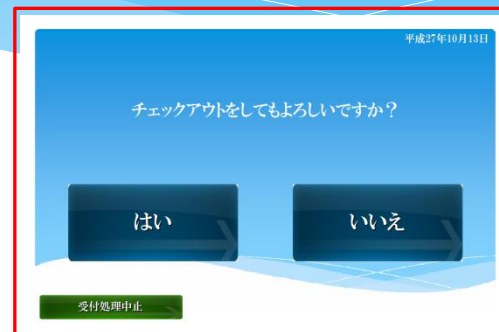 平成27年10月13日
チェックアウトをしてもよろしいですか？
はい
いいえ
受付処理中止